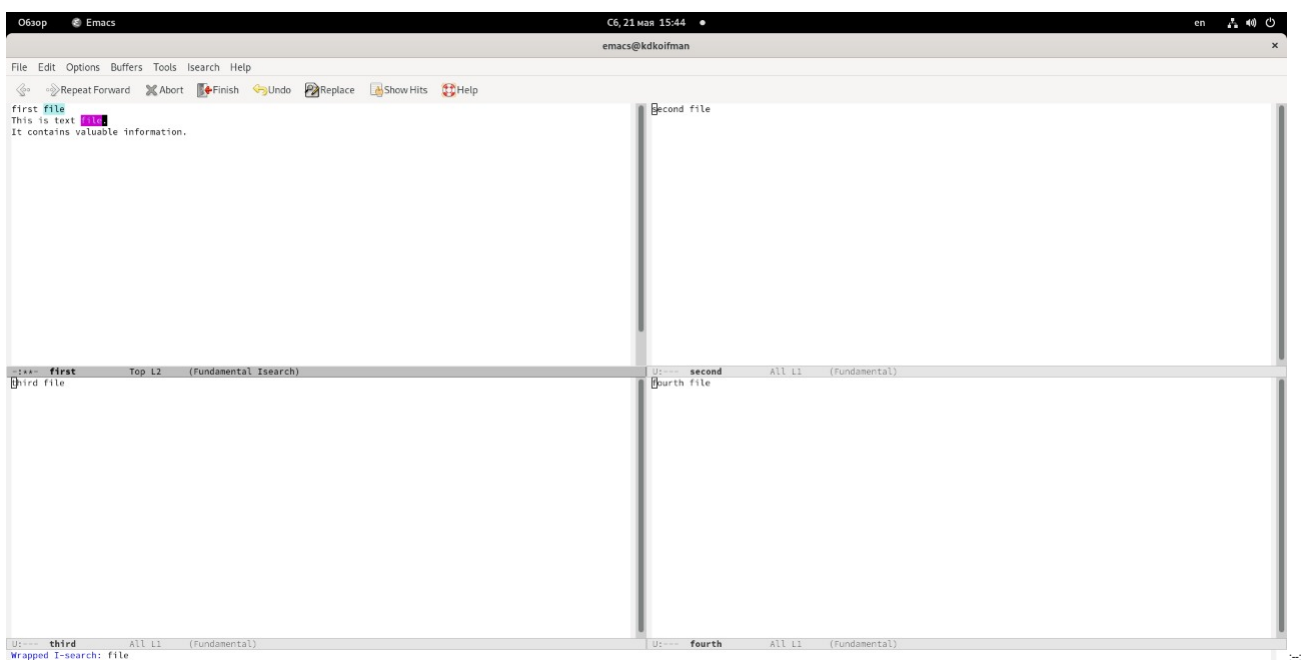 Обзор Emacs Сб, 21 мая 15:44 en
emacs@kdkoifman ×
File Edit Options Buffers Tools Isearch Help
Repeat Forward Abort Finish Undo Replace Show Hits Help
first file
This is text file.
It contains valuable information.
second file
-:**- first Top L2 (Fundamental Isearch)
U:--- second All L1 (Fundamental)
third file
fourth file
U:--- third All L1 (Fundamental)
U:--- fourth All L1 (Fundamental)
Wrapped I-search: file